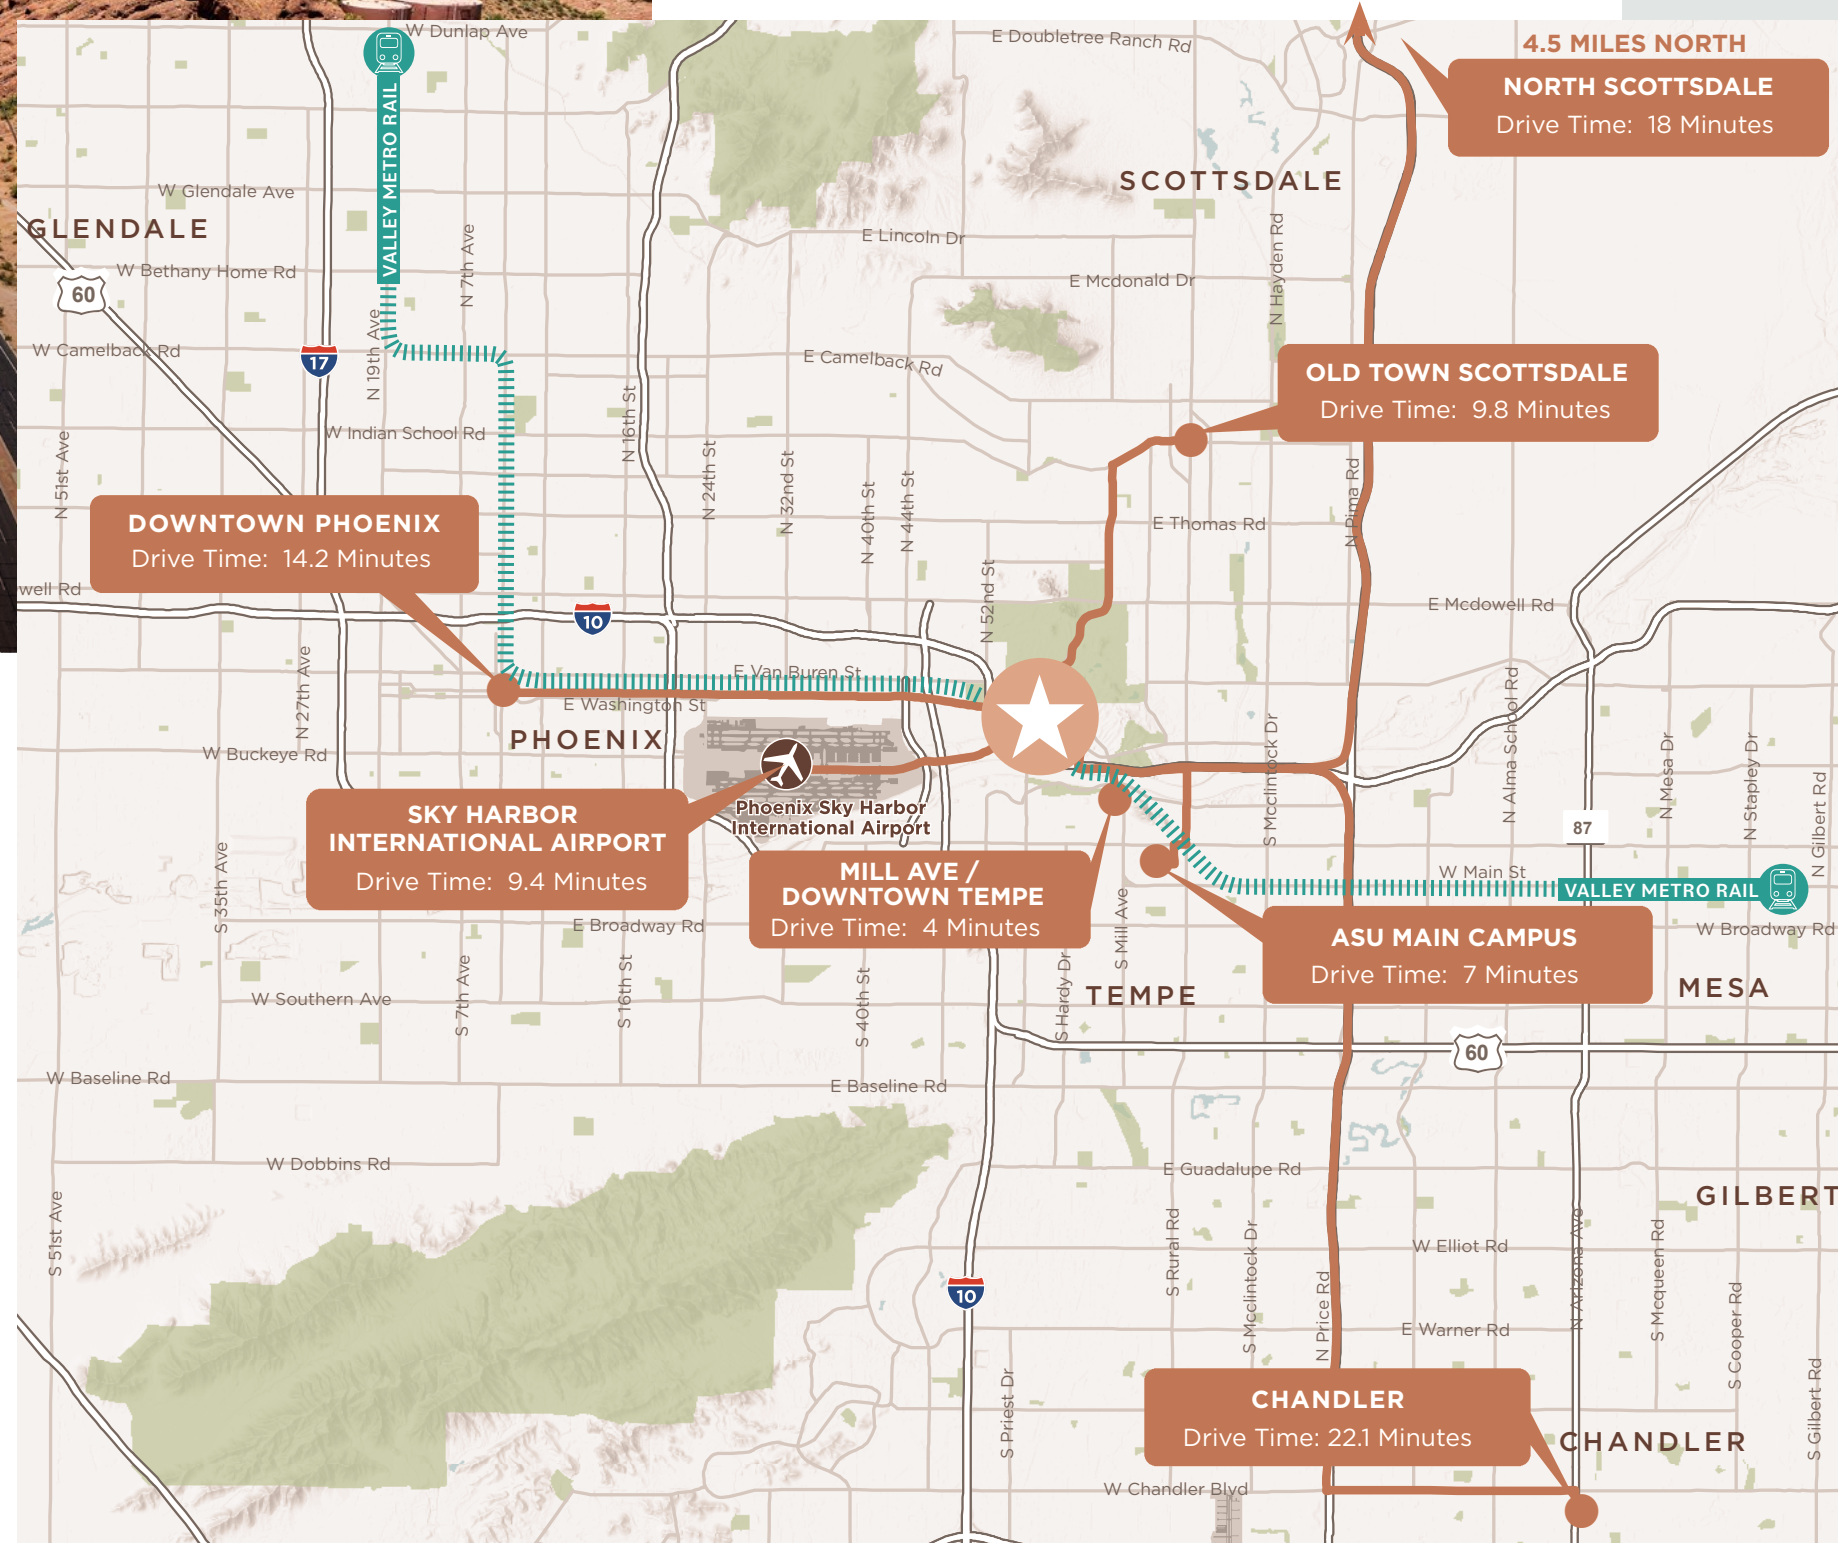 W Dunlap Ave
E Doubletree Ranch Rd
4.5 MILES NORTH
NORTH SCOTTSDALE
Drive Time: 18 Minutes
VALLEY METRO RAIL
SCOTTSDALE
W Glendale Ave
GLENDALE
N 7th Ave
E Lincoln Dr
N Hayden Rd
W Bethany Home Rd
E Mcdonald Dr
60
N 19th Ave
W Camelback Rd
17
E Camelback Rd
OLD TOWN SCOTTSDALE
Drive Time: 9.8 Minutes
N 16th St
W Indian School Rd
N 51st Ave
N 24th St
N 32nd St
N 40th St
N 44th St
N Pima Rd
DOWNTOWN PHOENIX
Drive Time: 14.2 Minutes
E Thomas Rd
well Rd
N 52nd St
E Mcdowell Rd
10
N 27th Ave
E Van Buren St
E Washington St
N Alma School Rd
PHOENIX
W Buckeye Rd
S Mcclintock Dr
N Mesa Dr
N Stapley Dr
N Gilbert Rd
SKY HARBOR
INTERNATIONAL AIRPORT
Drive Time: 9.4 Minutes
Phoenix Sky Harbor
International Airport
87
S 35th Ave
MILL AVE /
DOWNTOWN TEMPE
Drive Time: 4 Minutes
W Main St
VALLEY METRO RAIL
S Mill Ave
E Broadway Rd
W Broadway Rd
ASU MAIN CAMPUS
Drive Time: 7 Minutes
S 7th Ave
S 16th St
S 40th St
S Hardy Dr
TEMPE
MESA
W Southern Ave
60
W Baseline Rd
E Baseline Rd
W Dobbins Rd
E Guadalupe Rd
S 51st Ave
GILBERT
S Rural Rd
S Mcclintock Dr
W Elliot Rd
N Arizona Ave
S Mcqueen Rd
10
N Price Rd
E Warner Rd
S Cooper Rd
S Priest Dr
S Gilbert Rd
CHANDLER
Drive Time: 22.1 Minutes
CHANDLER
W Chandler Blvd